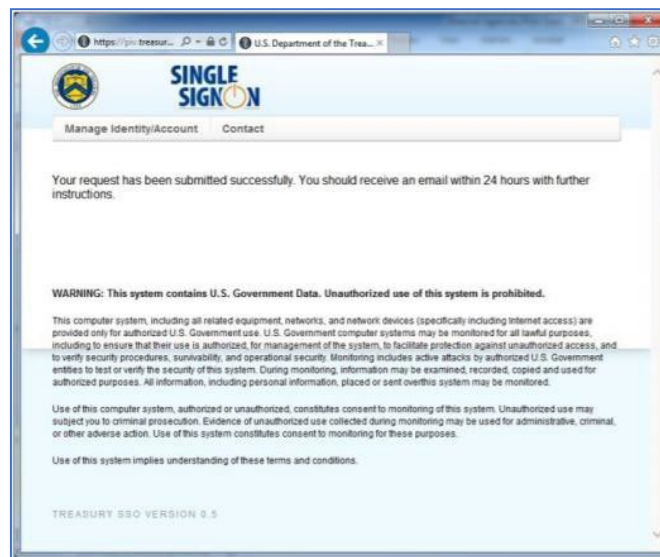 https://piv.treasur...
U.S. Department of the Trea...
SINGLE
SIGN ON
Manage Identity/Account Contact
Your request has been submitted successfully. You should receive an email within 24 hours with further
instructions.
WARNING: This system contains U.S. Government Data. Unauthorized use of this system is prohibited.
This computer system, including all related equipment, networks, and network devices (specifically including Internet access) are
provided only for authorized U.S. Government use. U.S. Government computer systems may be monitored for all lawful purposes,
including to ensure that their use is authorized, for management of the system, to facilitate protection against unauthorized access, and
to verify security procedures, survivability, and operational security. Monitoring includes active attacks by authorized U.S. Government
entities to test or verify the security of this system. During monitoring, information may be examined, recorded, copied and used for
authorized purposes. All information, including personal information, placed or sent overthis system may be monitored.
Use of this computer system, authorized or unauthorized, constitutes consent to monitoring of this system. Unauthorized use may
subject you to criminal prosecution. Evidence of unauthorized use collected during monitoring may be used for administrative, criminal,
or other adverse action. Use of this system constitutes consent to monitoring for these purposes.
Use of this system implies understanding of these terms and conditions.
TREASURY SSO VERSION 0.5